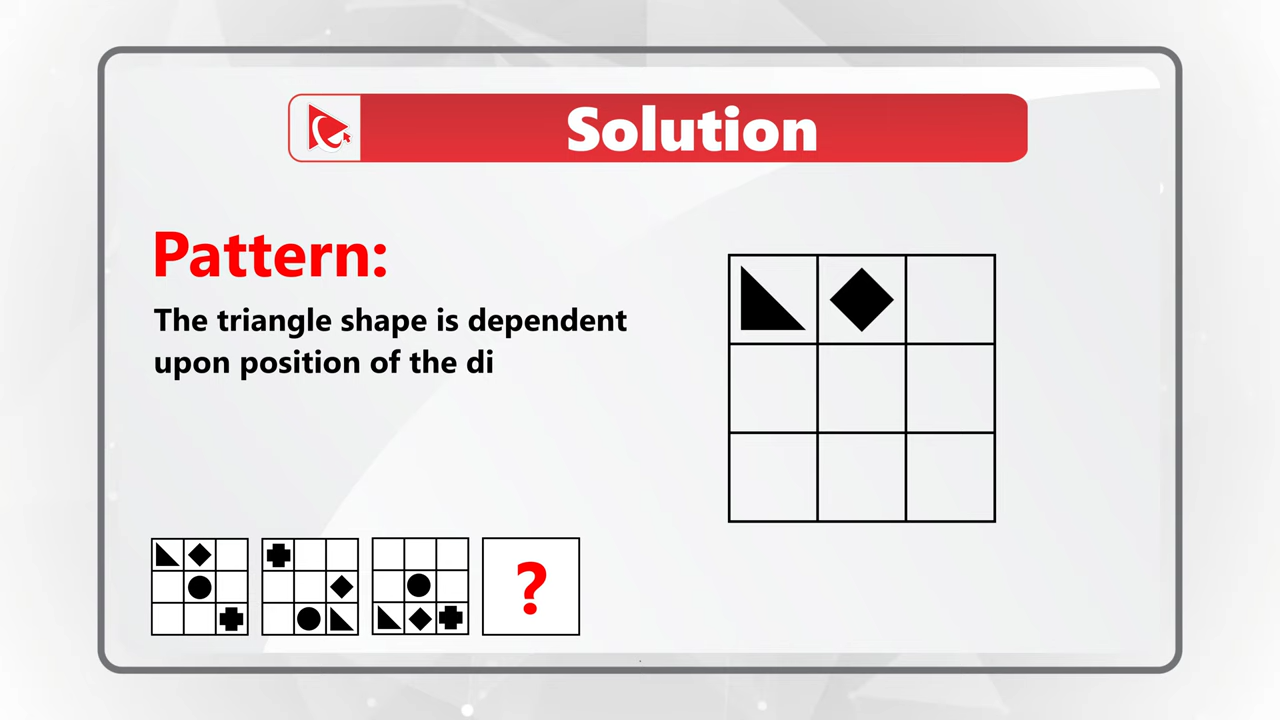 Solution
Pattern:
The triangle shape is dependent
upon position of the di
?